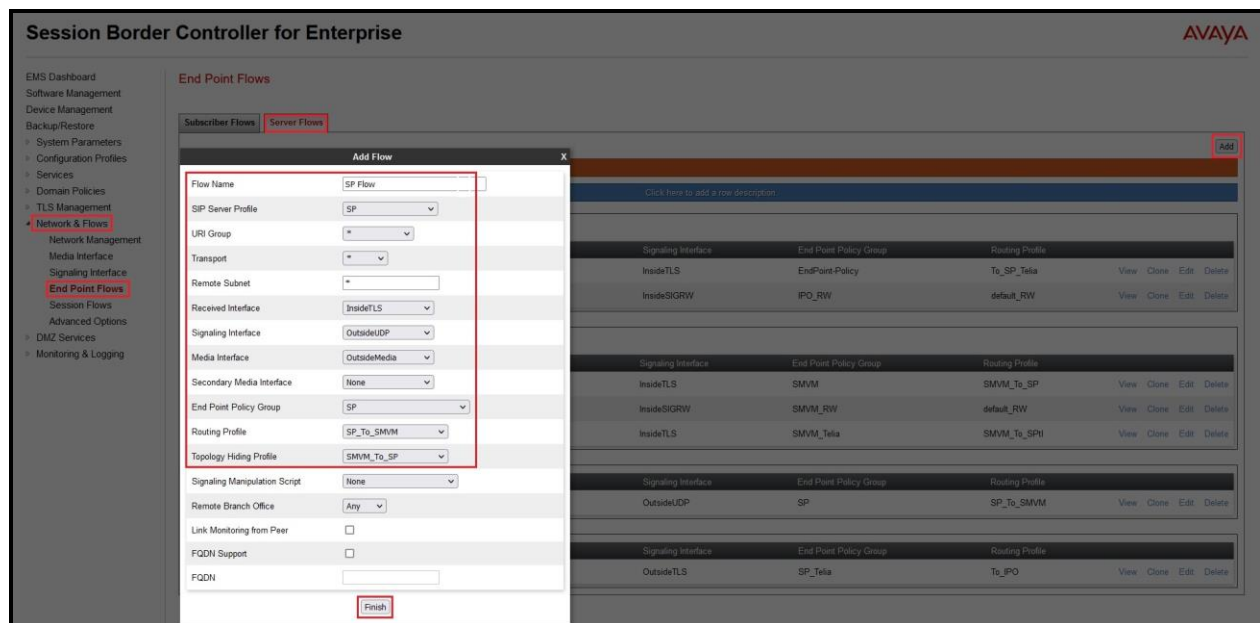 Session Border Controller for Enterprise
AVAYA
EMS Dashboard
Software Management
Device Management
Backup/Restore
System Parameters
Configuration Profiles
Services
Domain Policies
TLS Management
Network & Flows
Network Management
Media Interface
Signaling Interface
End Point Flows
Session Flows
Advanced Options
DMZ Services
Monitoring & Logging
End Point Flows
Subscriber Flows Server Flows
Add
Click here to add a row description
Add Flow X
Flow Name SP Flow
SIP Server Profile SP
URI Group *
Transport *
Remote Subnet *
Received Interface InsideTLS
Signaling Interface OutsideUDP
Media Interface OutsideMedia
Secondary Media Interface None
End Point Policy Group SP
Routing Profile SP_To_SMVM
Topology Hiding Profile SMVM_To_SP
Signaling Manipulation Script None
Remote Branch Office Any
Link Monitoring from Peer
FQDN Support
FQDN
Finish
Signaling Interface End Point Policy Group Routing Profile
InsideTLS EndPoint-Policy To_SP_Telia View Clone Edit Delete
InsideSIGRW IPO_RW default_RW View Clone Edit Delete
Signaling Interface End Point Policy Group Routing Profile
InsideTLS SMVM SMVM_To_SP View Clone Edit Delete
InsideSIGRW SMVM_RW default_RW View Clone Edit Delete
InsideTLS SMVM_Telia SMVM_To_SPtl View Clone Edit Delete
Signaling Interface End Point Policy Group Routing Profile
OutsideUDP SP SP_To_SMVM View Clone Edit Delete
Signaling Interface End Point Policy Group Routing Profile
OutsideTLS SP_Telia To_IPO View Clone Edit Delete